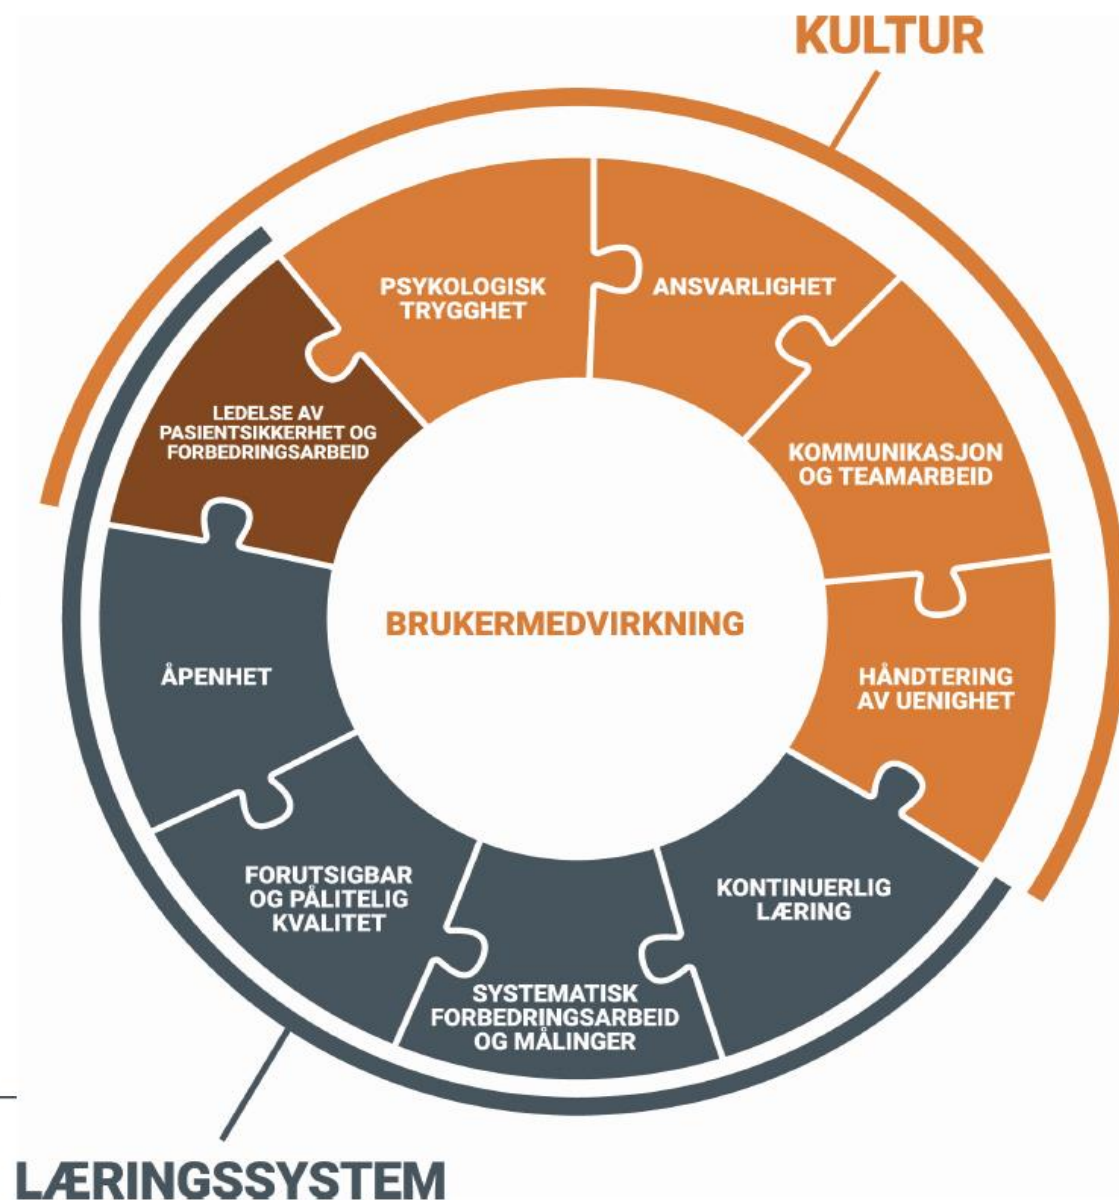 KULTUR
PSYKOLOGISK
TRYGGHET
ANSVARLIGHET
KOMMUNIKASJON
OG TEAMARBEID
HÅNDTERING
AV UENIGHET
KONTINUERLIG
LÆRING
SYSTEMATISK
FORBEDRINGSARBEID
OG MÅLINGER
FORUTSIGBAR
OG PÅLITELIG
KVALITET
ÅPENHET
LEDELSE AV
PASIENTSIKKERHET OG
FORBEDRINGSARBEID
BRUKERMEDVIRKNING
LÆRINGSSYSTEM